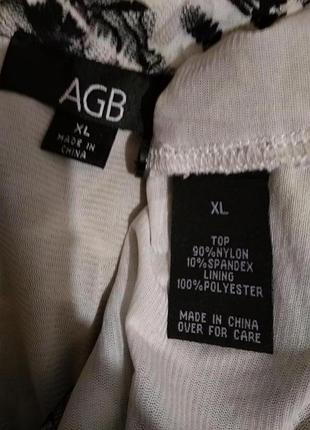 AGB
XL
MADE IN
CHINA
XL
TOP
90%NYLON
10%SPANDEX
LINING
100%POLYESTER
MADE IN CHINA
OVER FOR CARE